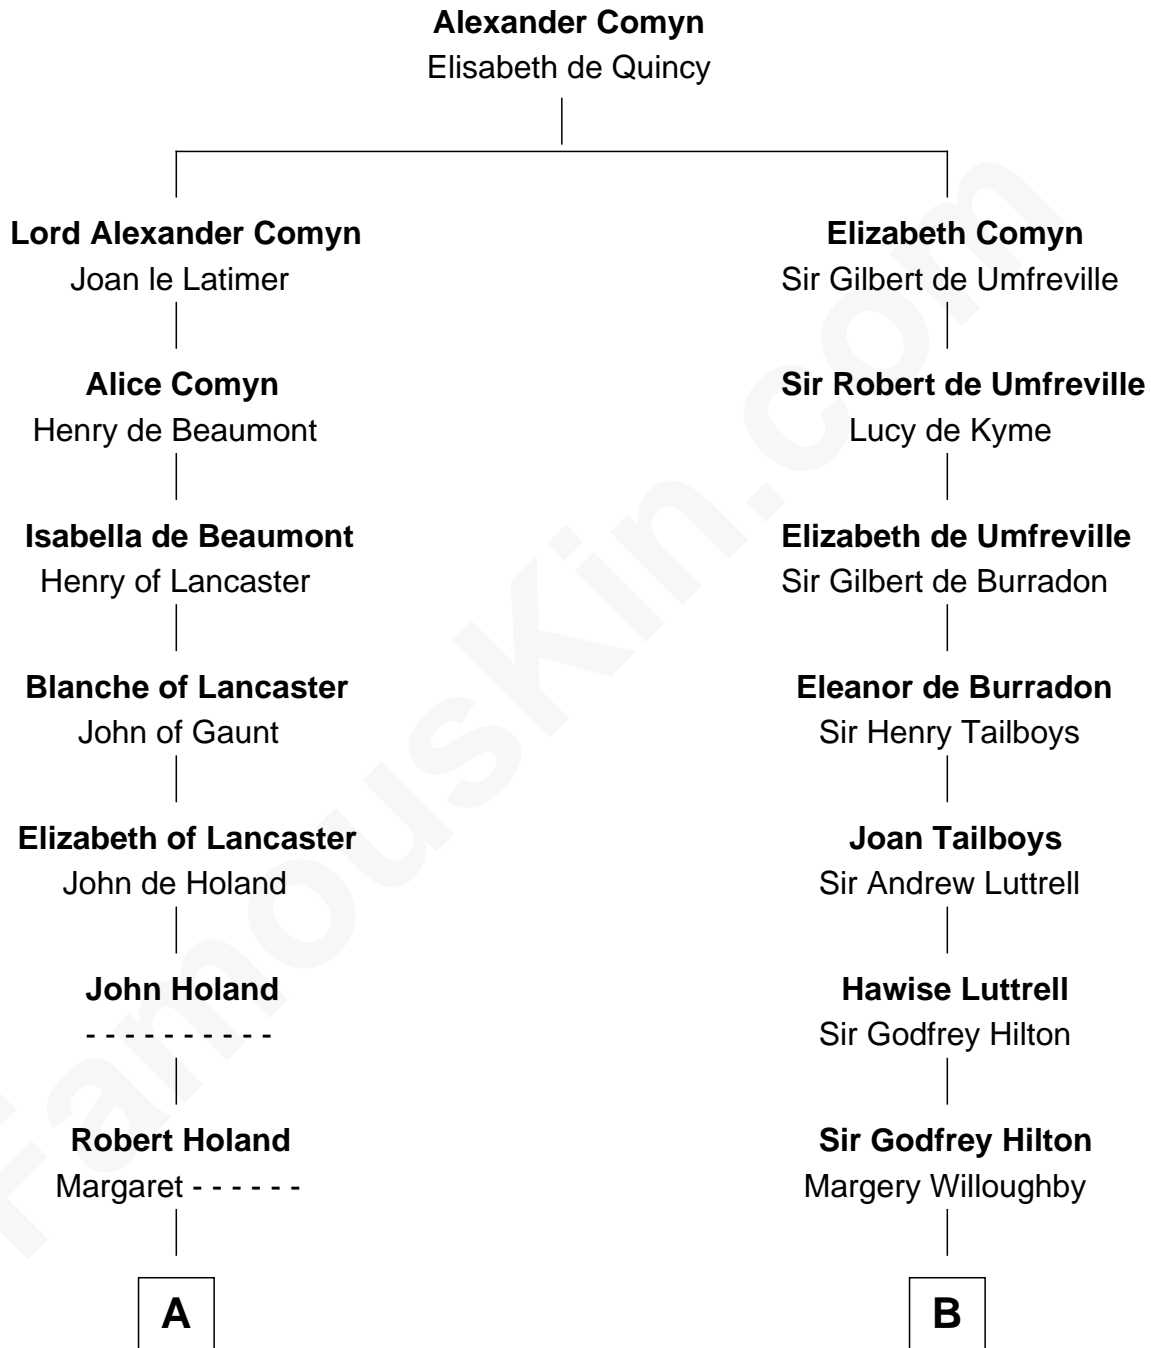 Alexander Comyn
Elisabeth de Quincy
Lord Alexander Comyn
Joan le Latimer
Elizabeth Comyn
Sir Gilbert de Umfreville
Alice Comyn
Henry de Beaumont
Sir Robert de Umfreville
Lucy de Kyme
Isabella de Beaumont
Henry of Lancaster
Elizabeth de Umfreville
Sir Gilbert de Burradon
Blanche of Lancaster
John of Gaunt
Eleanor de Burradon
Sir Henry Tailboys
Elizabeth of Lancaster
John de Holand
Joan Tailboys
Sir Andrew Luttrell
John Holand
- - - - - - - - - -
Hawise Luttrell
Sir Godfrey Hilton
Robert Holand
Margaret - - - - - -
Sir Godfrey Hilton
Margery Willoughby
A
B
FamousKin.com